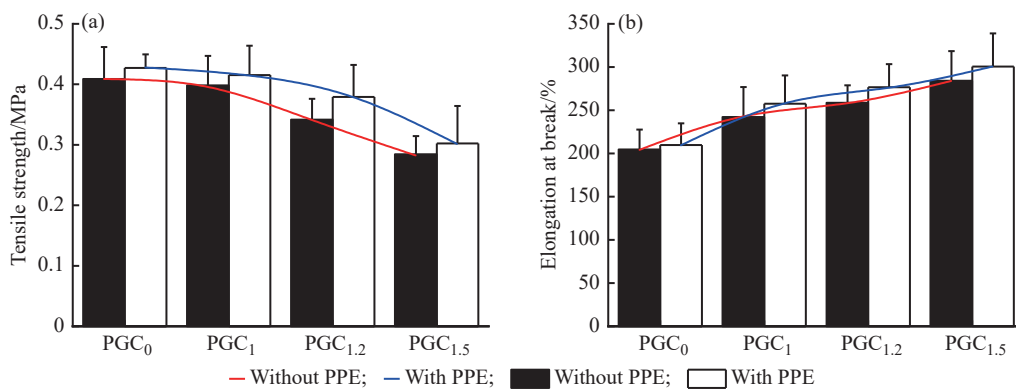 (a)
Tensile strength/MPa
0.5
0.4
0.3
0.2
0.1
0
PGC₀ PGC₁ PGC₁.₂ PGC₁.₅
(b)
Elongation at break/%
350
300
250
200
150
100
50
0
PGC₀ PGC₁ PGC₁.₂ PGC₁.₅
Without PPE; With PPE; Without PPE; With PPE